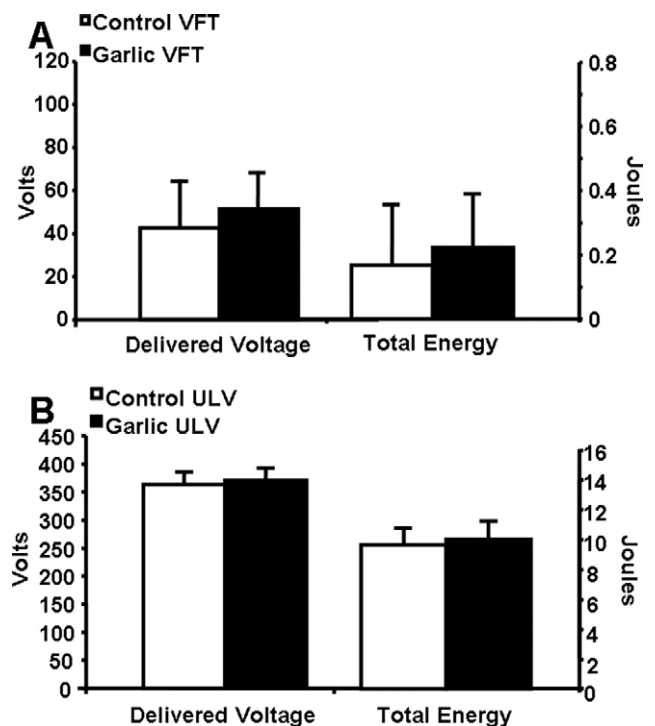 A
Control VFT
Garlic VFT
120
100
80
60
40
20
0
Volts
0.8
0.6
0.4
0.2
0
Joules
Delivered Voltage
Total Energy
B
Control ULV
Garlic ULV
450
400
350
300
250
200
150
100
50
0
Volts
16
14
12
10
8
6
4
2
0
Joules
Delivered Voltage
Total Energy